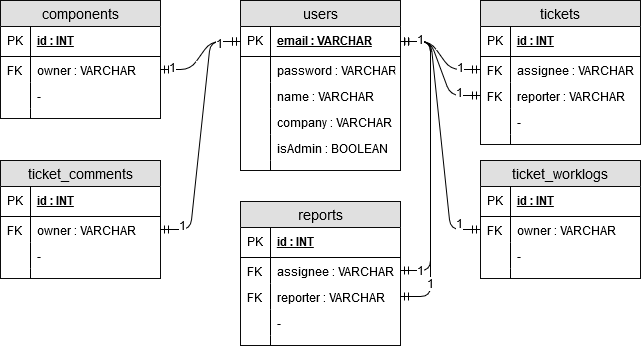 components
PK id : INT
FK owner : VARCHAR
-
users
PK email : VARCHAR
password : VARCHAR
name : VARCHAR
company : VARCHAR
isAdmin : BOOLEAN
tickets
PK id : INT
FK assignee : VARCHAR
FK reporter : VARCHAR
-
ticket_comments
PK id : INT
FK owner : VARCHAR
-
reports
PK id : INT
FK assignee : VARCHAR
FK reporter : VARCHAR
-
ticket_worklogs
PK id : INT
FK owner : VARCHAR
-
1
1
1
1
1
1
1
1
1